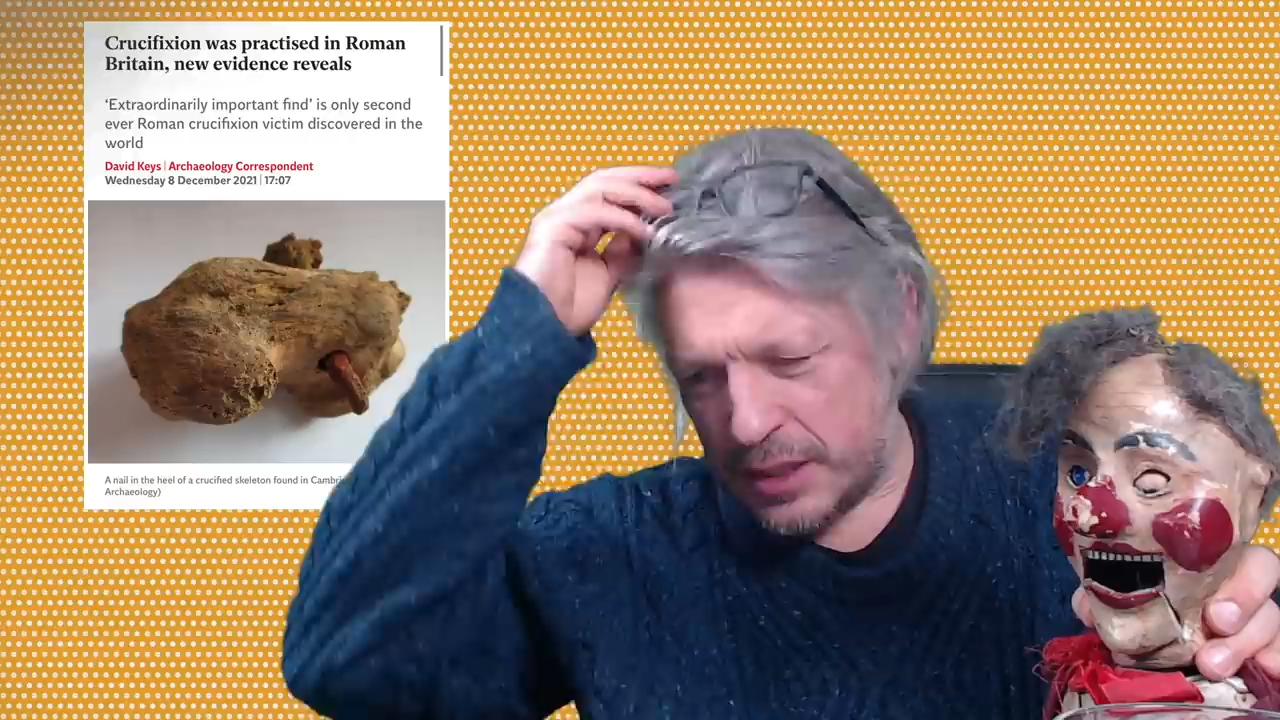 Crucifixion was practised in Roman
Britain, new evidence reveals
‘Extraordinarily important find’ is only second
ever Roman crucifixion victim discovered in the
world
David Keys | Archaeology Correspondent
Wednesday 8 December 2021 | 17:07
A nail in the heel of a crucified skeleton found in
Archaeology)